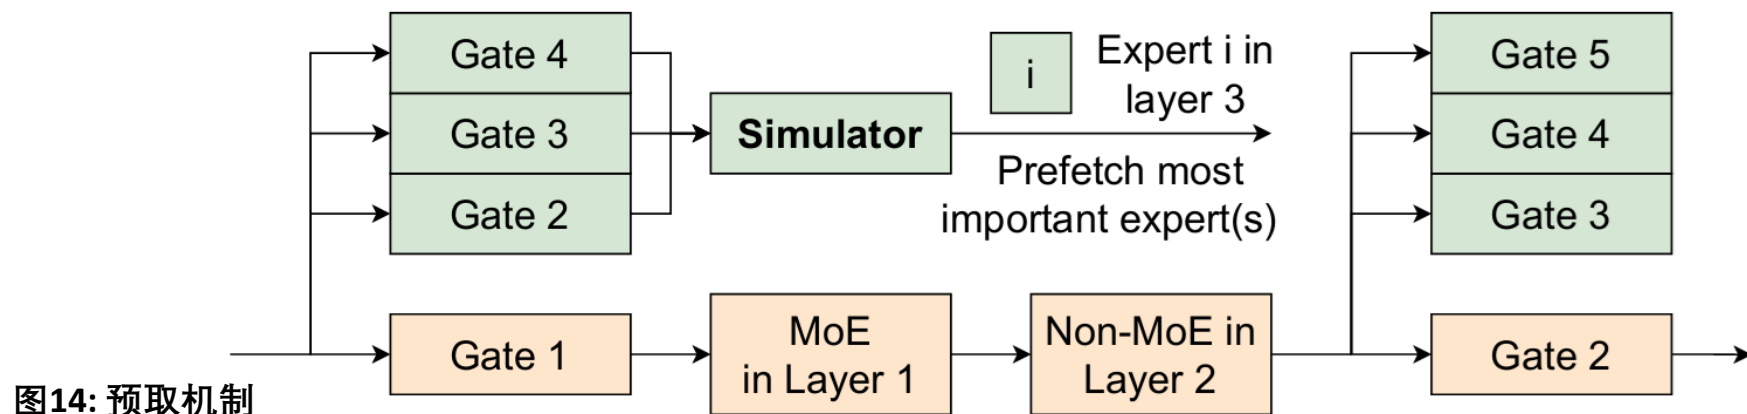 Gate 4
Gate 3
Gate 2
Simulator
i
Expert i in
layer 3
Prefetch most
important expert(s)
Gate 5
Gate 4
Gate 3
Gate 1
MoE
in Layer 1
Non-MoE in
Layer 2
Gate 2
图14: 预取机制